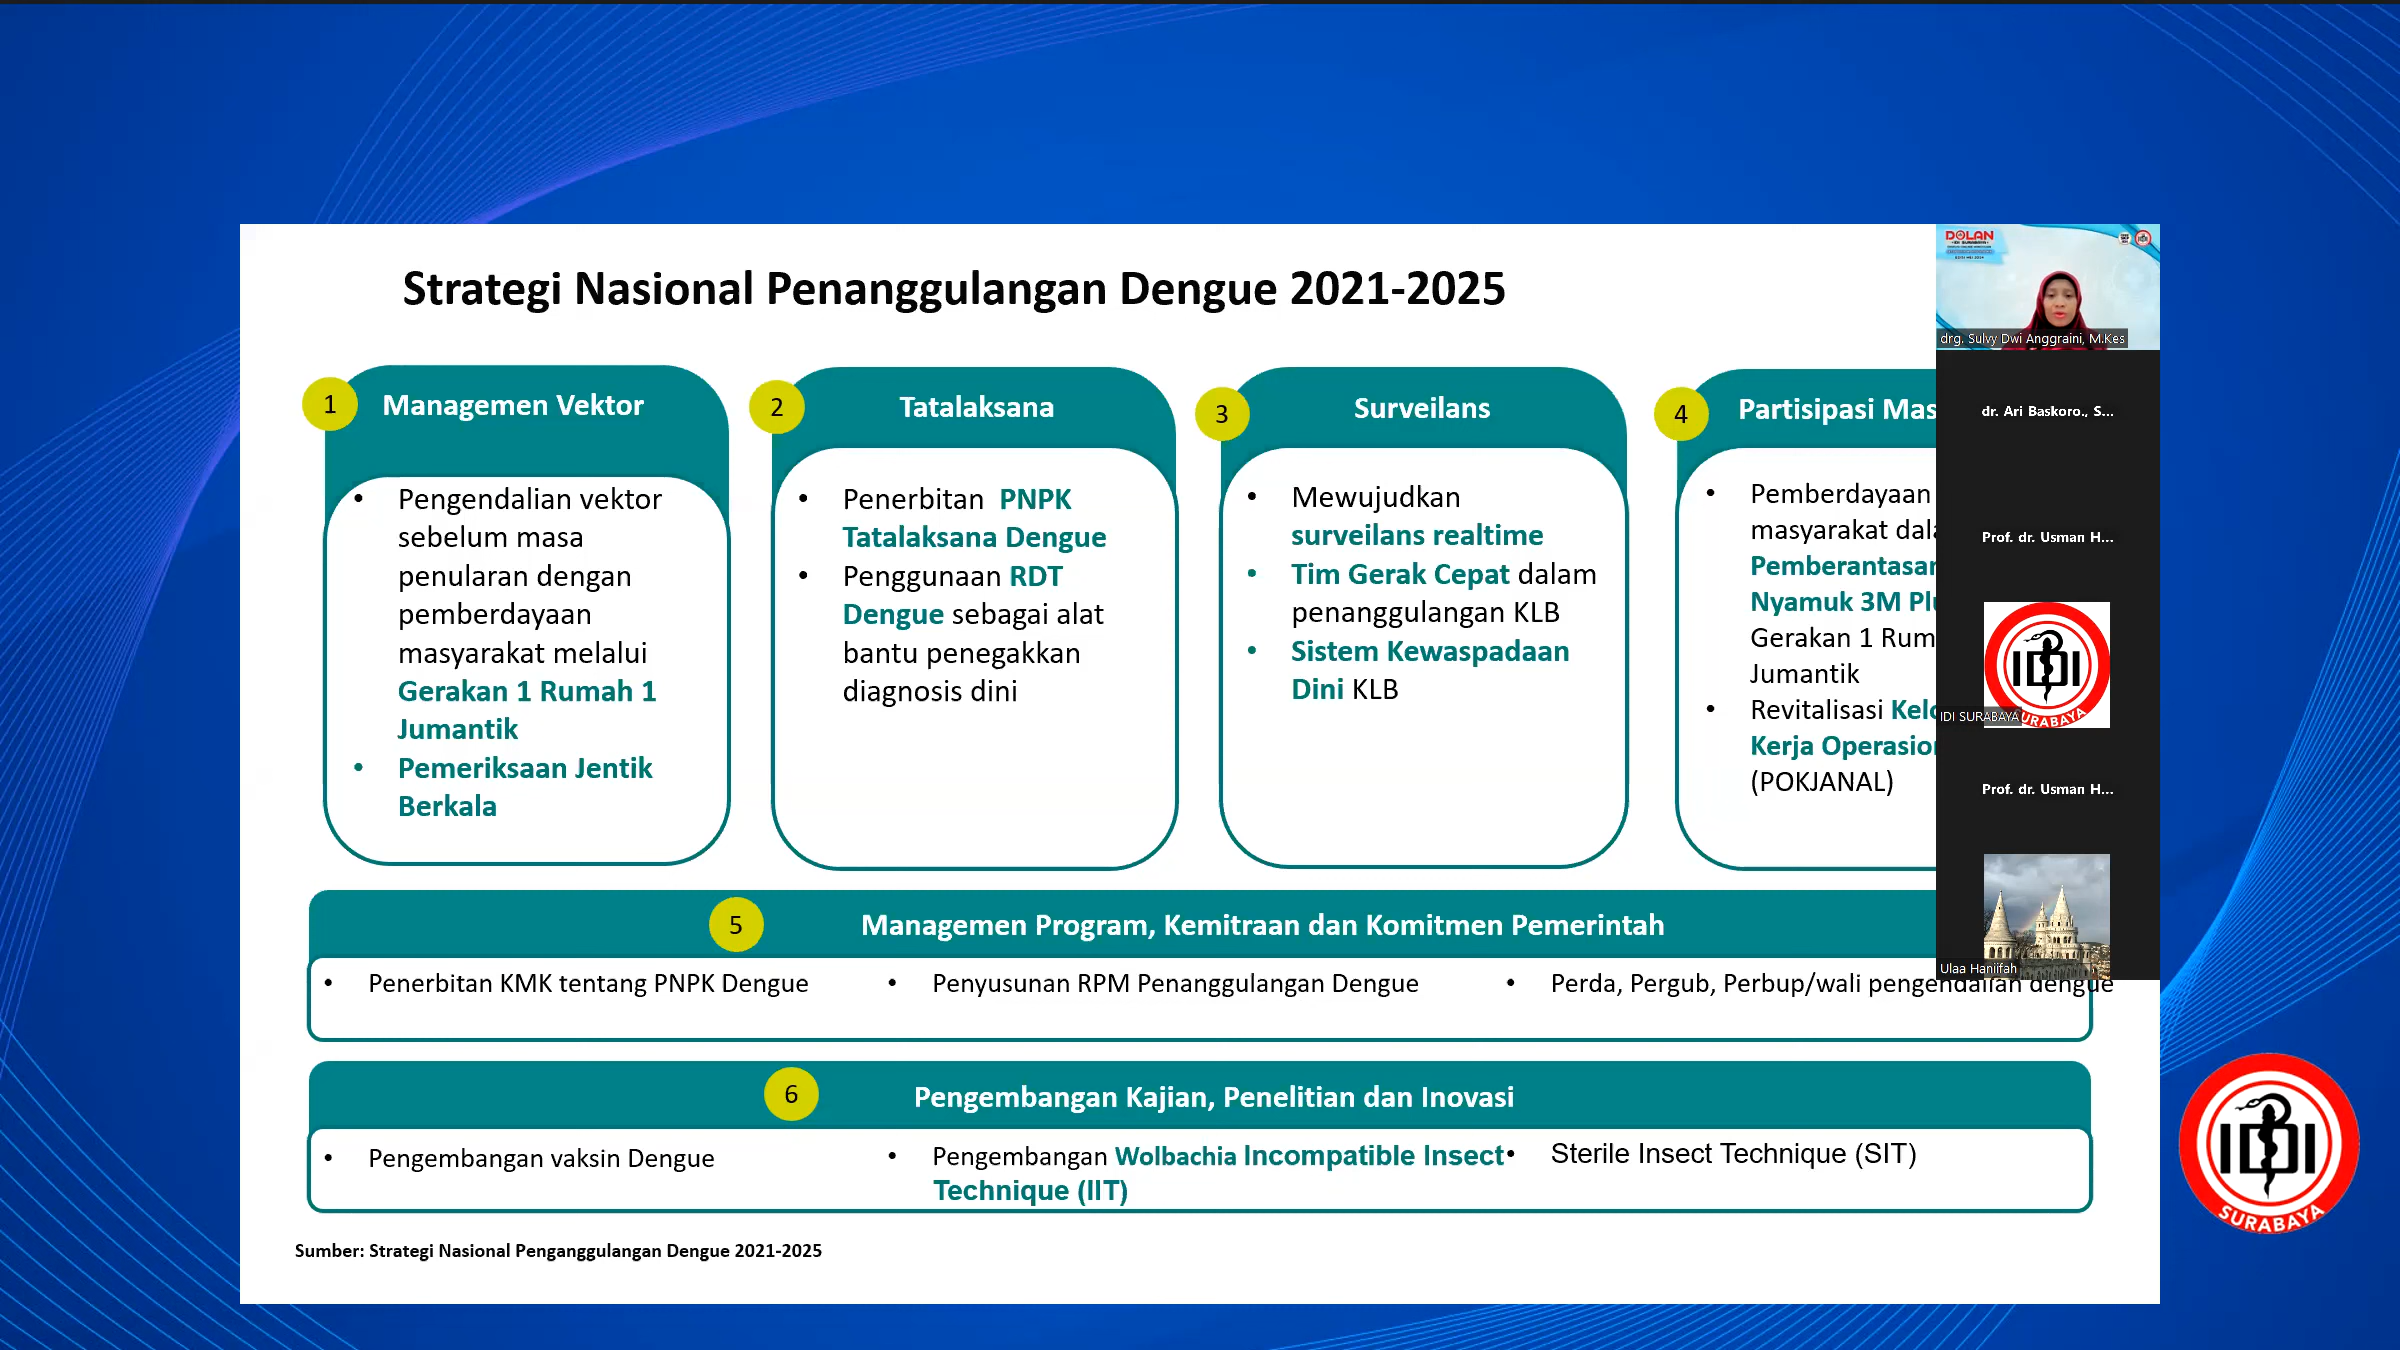 Strategi Nasional Penanggulangan Dengue 2021-2025
1
Managemen Vektor
• Pengendalian vektor
sebelum masa
penularan dengan
pemberdayaan
masyarakat melalui
Gerakan 1 Rumah 1
Jumantik
• Pemeriksaan Jentik
Berkala
2
Tatalaksana
• Penerbitan PNPK
Tatalaksana Dengue
• Penggunaan RDT
Dengue sebagai alat
bantu penegakkan
diagnosis dini
3
Surveilans
• Mewujudkan
surveilans realtime
• Tim Gerak Cepat dalam
penanggulangan KLB
• Sistem Kewaspadaan
Dini KLB
4
Partisipasi Mas
• Pemberdayaan
masyarakat dal
Pemberantasan
Nyamuk 3M Pl
Gerakan 1 Rum
Jumantik
• Revitalisasi Kelo
Kerja Operasion
(POKJANAL)
5
Managemen Program, Kemitraan dan Komitmen Pemerintah
• Penerbitan KMK tentang PNPK Dengue
• Penyusunan RPM Penanggulangan Dengue
• Perda, Pergub, Perbup/wali pengendalian dengue
6
Pengembangan Kajian, Penelitian dan Inovasi
• Pengembangan vaksin Dengue
• Pengembangan Wolbachia Incompatible Insect
Technique (IIT)
• Sterile Insect Technique (SIT)
Sumber: Strategi Nasional Penganggulangan Dengue 2021-2025
DOLAN
drg. Sulvy Dwi Anggraini, M.Kes
dr. Ari Baskoro., S...
Prof. dr. Usman H...
IDI
SURABAYA
IDI SURABAYA
Prof. dr. Usman H...
Ulaa Haniifah
IDI
SURABAYA